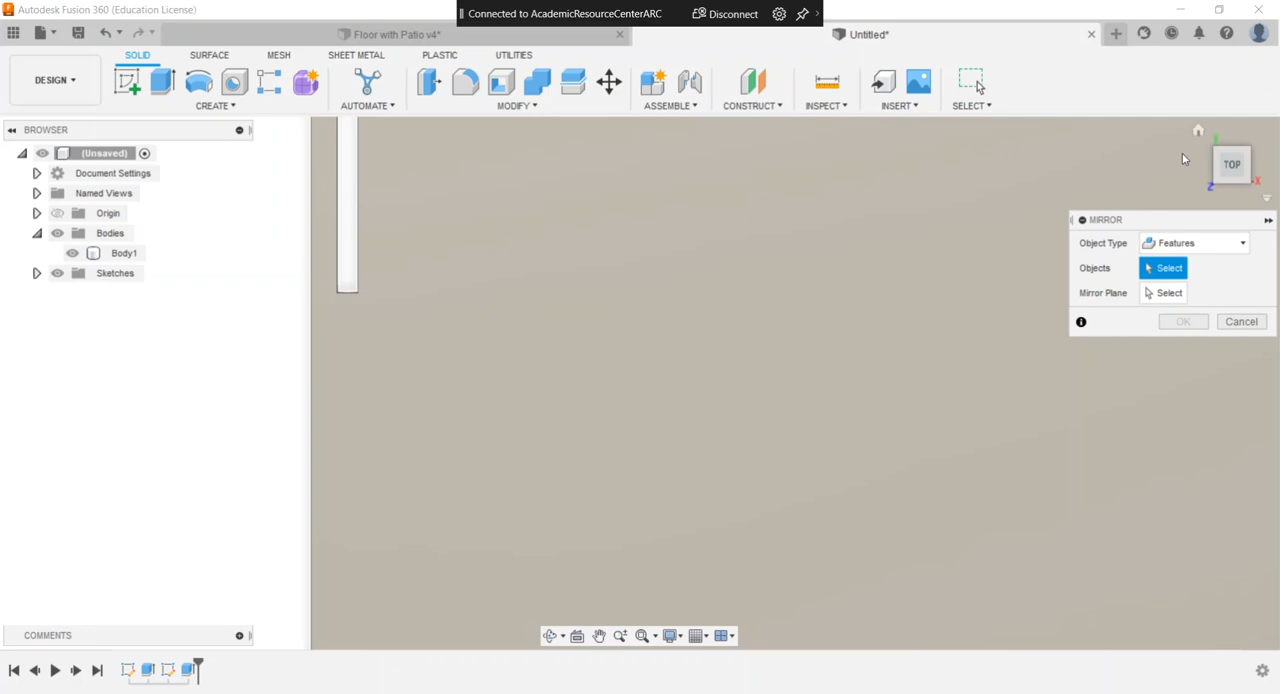 Autodesk Fusion 360 (Education License)
Connected to AcademicResourceCenterARC
Disconnect
Floor with Patio v4*
Untitled*
DESIGN
SOLID
SURFACE
MESH
SHEET METAL
PLASTIC
UTILITIES
CREATE
AUTOMATE
MODIFY
ASSEMBLE
CONSTRUCT
INSPECT
INSERT
SELECT
BROWSER
(Unsaved)
Document Settings
Named Views
Origin
Bodies
Body1
Sketches
TOP
X
Z
MIRROR
Object Type
Features
Objects
Select
Mirror Plane
Select
OK
Cancel
COMMENTS